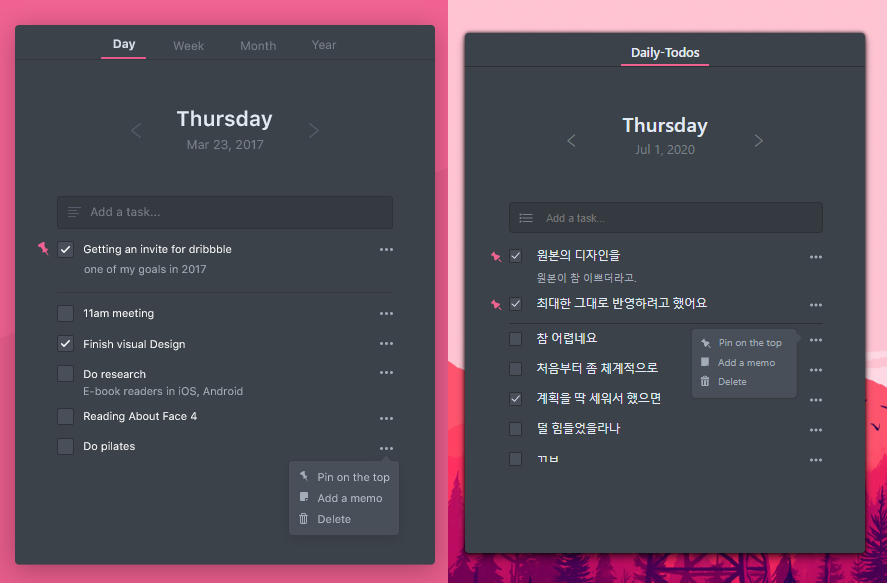 Day
Week
Month
Year
Thursday
Mar 23, 2017
Add a task...
Getting an invite for dribbble
one of my goals in 2017
11am meeting
Finish visual Design
Do research
E-book readers in iOS, Android
Reading About Face 4
Do pilates
Pin on the top
Add a memo
Delete
Daily-Todos
Thursday
Jul 1, 2020
Add a task...
원본의 디자인을
원본이 참 이쁘더라고.
최대한 그대로 반영하려고 했어요
참 어렵네요
처음부터 좀 체계적으로
계획을 딱 세워서 했으면
덜 힘들었을라나
Pin on the top
Add a memo
Delete